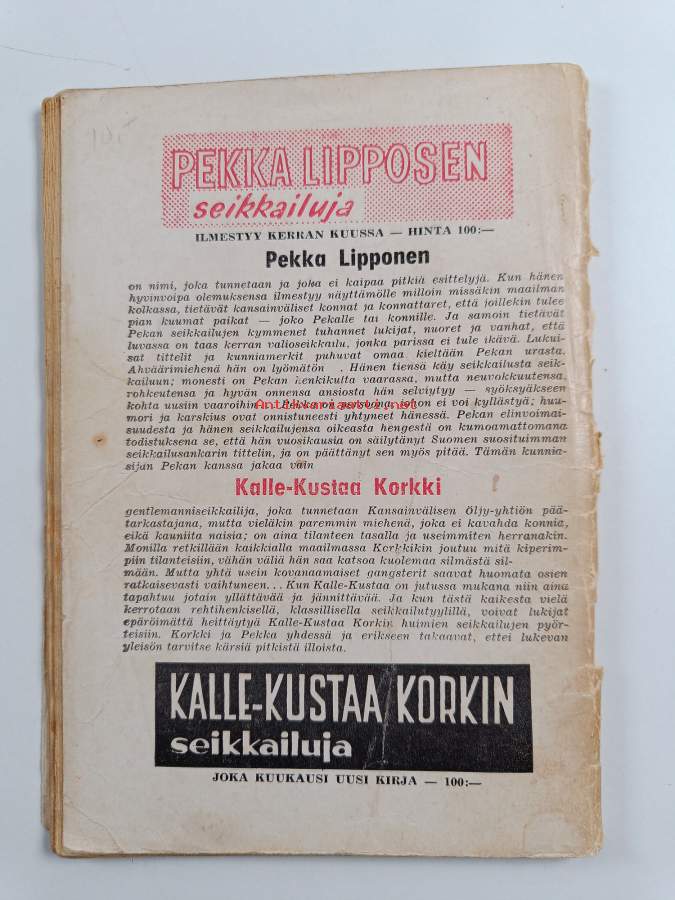 PEKKA LIPPOSEN
seikkailuja
ILMESTYY KERRAN KUUSSA — HINTA 100:—
Pekka Lipponen
on nimi, joka tunnetaan ja joka ei kaipaa pitkiä esittelyjä. Kun hänen
hyvinvoipa olemuksensa ilmestyy näyttämölle milloin missäkin maailman
kolkassa, tietävät kansainväliset konnat ja konnattaret, että joillekin tulee
pian kuumat paikat — joko Pekalle tai konnille. Ja samoin tietävät
Pekan seikkailujen kymmenet tuhannet lukijat, nuoret ja vanhat, että
luvassa on taas kerran valioseikkailu, jonka parissa ei tule ikävä. Lukui-
sat tittelit ja kunniamerkit puhuvat omaa kieltään Pekan urasta.
Ahväärimiehenä hän on lyömätön . Hänen tiensä käy seikkailusta seik-
kailuun; monesti on Pekan henkikulta vaarassa, mutta neuvokkuutensa,
rohkeutensa ja hyvän onnensa ansiosta hän selviytyy — syöksyäkseen
kohta uusiin vaaroihin. Pekka on veitikka, johon ei voi kyllästyä; huu-
mori ja karskius ovat onnistuneesti yhtyneet hänessä. Pekan elinvoimai-
suudesta ja hänen seikkailujensa oikeasta hengestä on kumoamattomana
todistuksena se, että hän vuosikausia on säilyttänyt Suomen suosituimman
seikkailusankarin tittelin, ja on päättänyt sen myös pitää. Tämän kunnia-
sijan Pekan kanssa jakaa vain
Kalle-Kustaa Korkki
gentlemanniseikkailija, joka tunnetaan Kansainvälisen Öljy-yhtiön pää-
tarkastajana, mutta vieläkin paremmin miehenä, joka ei kavahda konnia,
eikä kauniita naisia; on aina tilanteen tasalla ja useimmiten herranakin.
Monilla retkillään kaikkialla maailmassa Korkkikin joutuu mitä kiperim-
piin tilanteisiin, vähän väliä hän saa katsoa kuolemaa silmästä sil-
mään. Mutta yhtä usein kovanaamaiset gangsterit saavat huomata osien
ratkaisevasti vaihtuneen... Kun Kalle-Kustaa on jutussa mukana niin aina
tapahtuu jotain yllättävää ja jännittävää. Ja kun tästä kaikesta vielä
kerrotaan rehtihenkisellä, klassillisella seikkailutyylillä, voivat lukijat
epäröimättä heittäytyä Kalle-Kustaa Korkin huimien seikkailujen pyör-
teisiin. Korkki ja Pekka yhdessä ja erikseen takaavat, ettei lukevan
yleisön tarvitse kärsiä pitkistä illoista.
KALLE-KUSTAA KORKIN
seikkailuja
JOKA KUUKAUSI UUSI KIRJA — 100:—